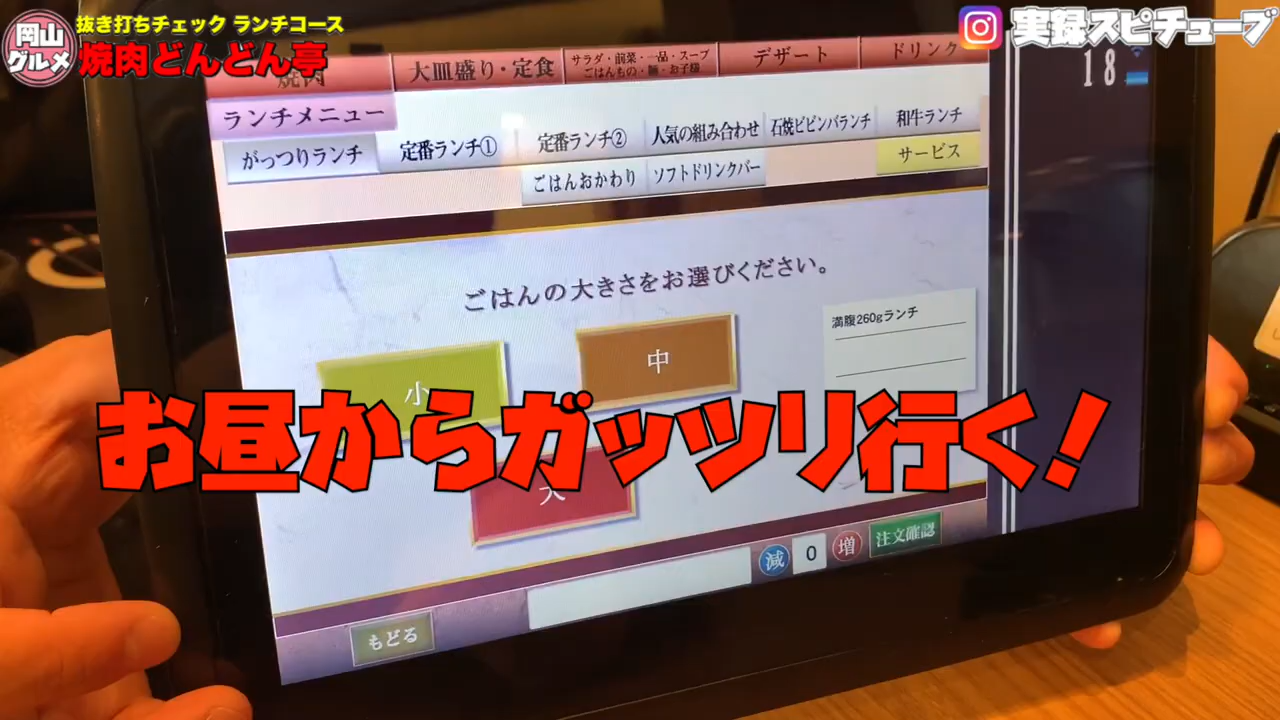 岡山
グルメ
抜き打ちチェック ランチコース
焼肉どんどん亭
実録スピチューブ
18
焼肉
大皿盛り・定食
サラダ・前菜・一品・スープ
ごはんもの・麺・お子様
デザート
ドリンク
ランチメニュー
がっつりランチ
定番ランチ①
定番ランチ②
人気の組み合わせ
石焼ビビンバランチ
和牛ランチ
ごはんおかわり
ソフトドリンクバー
サービス
ごはんの大きさをお選びください。
満腹260gランチ
小
中
大
お昼からガッツリ行く!
減
0
増
注文確認
もどる